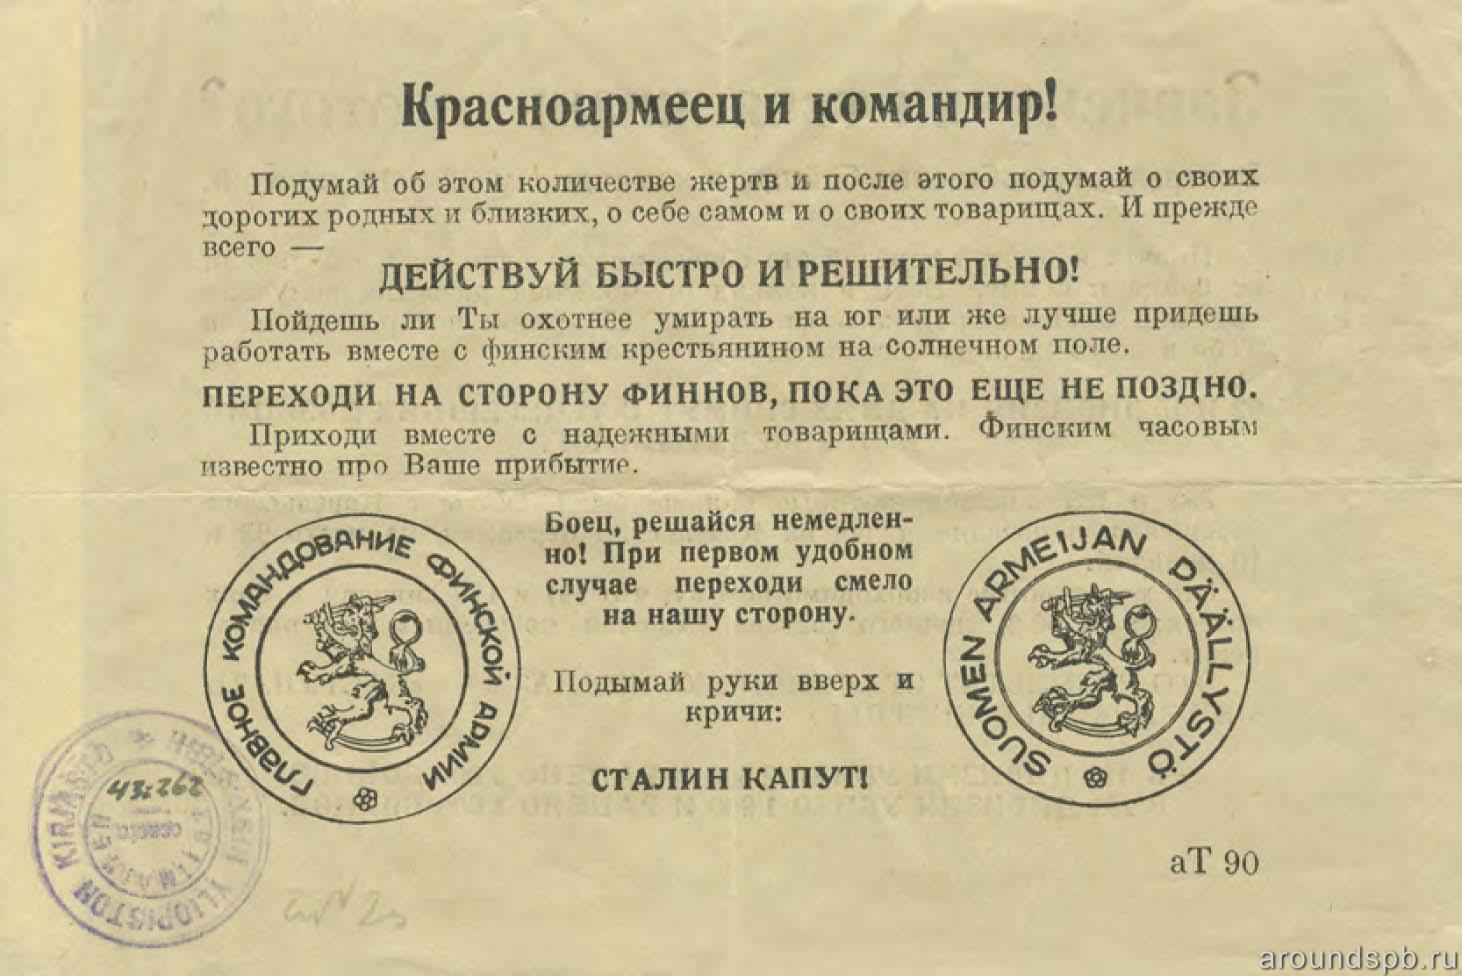 Красноармеец и командир!
Подумай об этом количестве жертв и после этого подумай о своих
дорогих родных и близких, о себе самом и о своих товарищах. И прежде
всего —
ДЕЙСТВУЙ БЫСТРО И РЕШИТЕЛЬНО!
Пойдешь ли Ты охотнее умирать на юг или же лучше придешь
работать вместе с финским крестьянином на солнечном поле.
ПЕРЕХОДИ НА СТОРОНУ ФИННОВ, ПОКА ЭТО ЕЩЕ НЕ ПОЗДНО.
Приходи вместе с надежными товарищами. Финским часовым
известно про Ваше прибытие.
ГЛАВНОЕ КОМАНДОВАНИЕ ФИНСКОЙ АРМИИ
Боец, решайся немедлен-
но! При первом удобном
случае переходи смело
на нашу сторону.
Подымай руки вверх и
кричи:
СТАЛИН КАПУТ!
SUOMEN ARMEIJAN PÄÄLLYSTÖ
YLIOPISTON KIRJASTO
43:262
аТ 90
aroundspb.ru